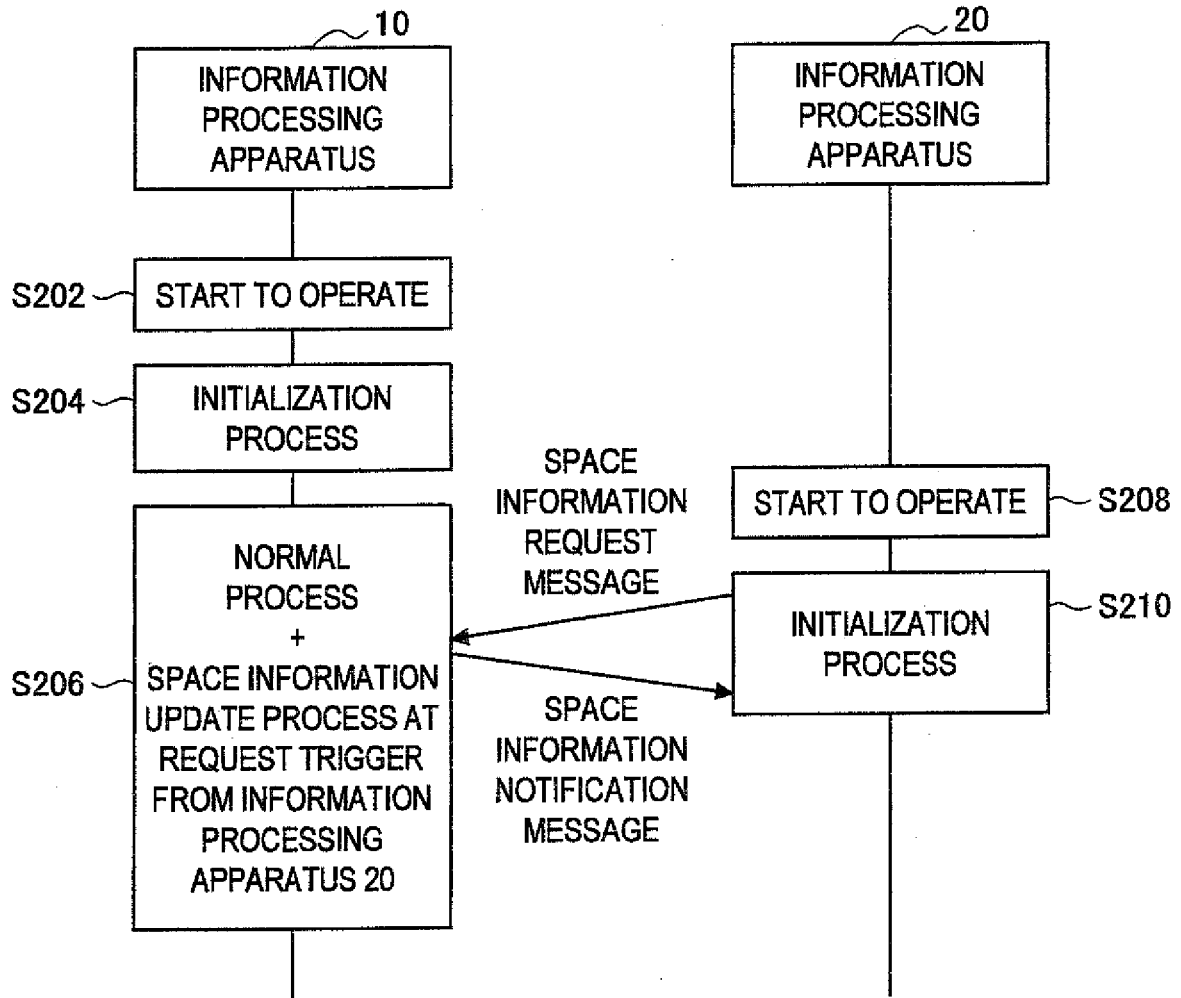 10
INFORMATION
PROCESSING
APPARATUS
20
INFORMATION
PROCESSING
APPARATUS
S202
START TO OPERATE
S204
INITIALIZATION
PROCESS
SPACE
INFORMATION
REQUEST
MESSAGE
START TO OPERATE
S208
INITIALIZATION
PROCESS
S210
S206
NORMAL
PROCESS
+
SPACE INFORMATION
UPDATE PROCESS AT
REQUEST TRIGGER
FROM INFORMATION
PROCESSING
APPARATUS 20
SPACE
INFORMATION
NOTIFICATION
MESSAGE